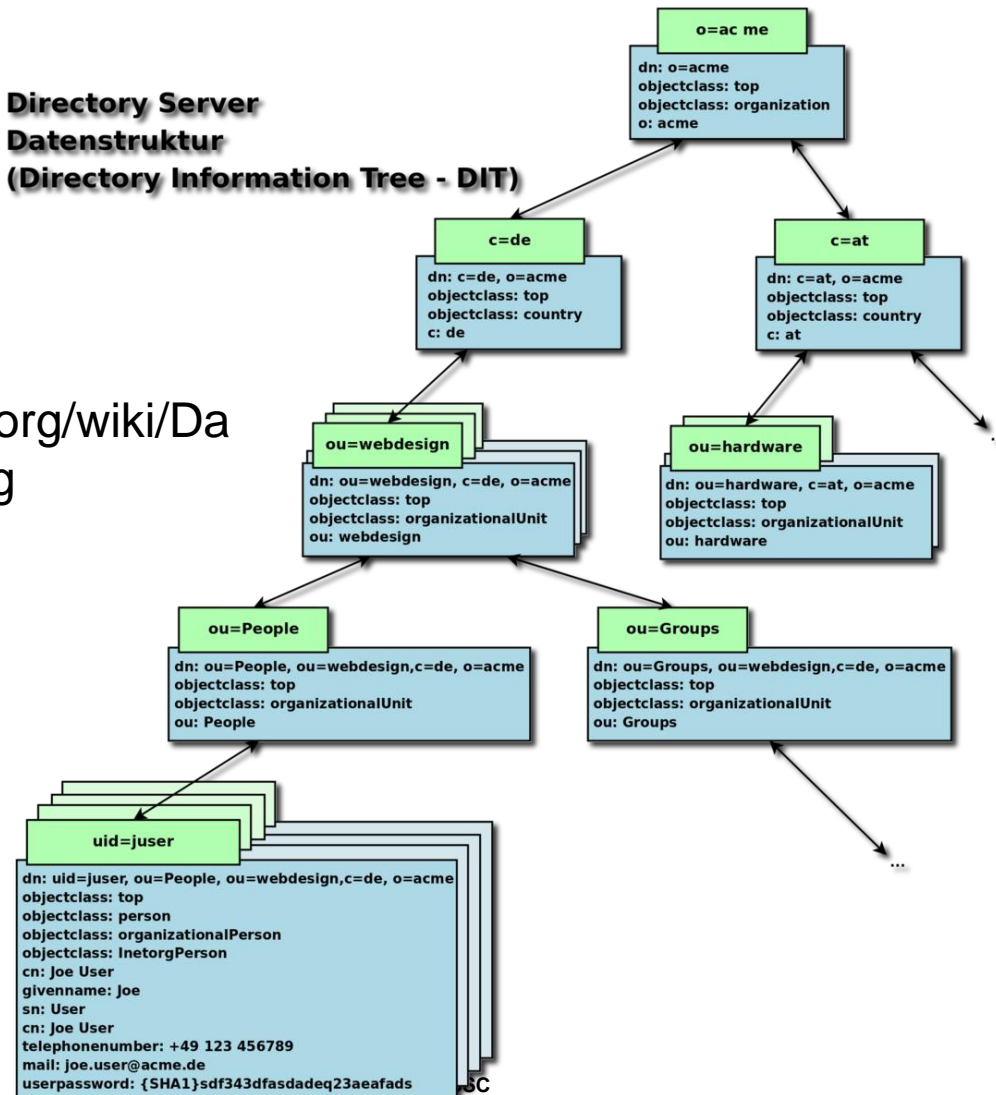 Directory Server
Datenstruktur
(Directory Information Tree - DIT)
o=ac me
dn: o=acme
objectclass: top
objectclass: organization
o: acme
c=de
dn: c=de, o=acme
objectclass: top
objectclass: country
c: de
c=at
dn: c=at, o=acme
objectclass: top
objectclass: country
c: at
org/wiki/Da
g
ou=webdesign
dn: ou=webdesign, c=de, o=acme
objectclass: top
objectclass: organizationalUnit
ou: webdesign
ou=hardware
dn: ou=hardware, c=at, o=acme
objectclass: top
objectclass: organizationalUnit
ou: hardware
ou=People
dn: ou=People, ou=webdesign,c=de, o=acme
objectclass: top
objectclass: organizationalUnit
ou: People
ou=Groups
dn: ou=Groups, ou=webdesign,c=de, o=acme
objectclass: top
objectclass: organizationalUnit
ou: Groups
...
uid=juser
dn: uid=juser, ou=People, ou=webdesign,c=de, o=acme
objectclass: top
objectclass: person
objectclass: organizationalPerson
objectclass: InetorgPerson
cn: Joe User
givenname: Joe
sn: User
cn: Joe User
telephonenumber: +49 123 456789
mail: joe.user@acme.de
userpassword: {SHA1}sdf343dfasdadeq23aeafads